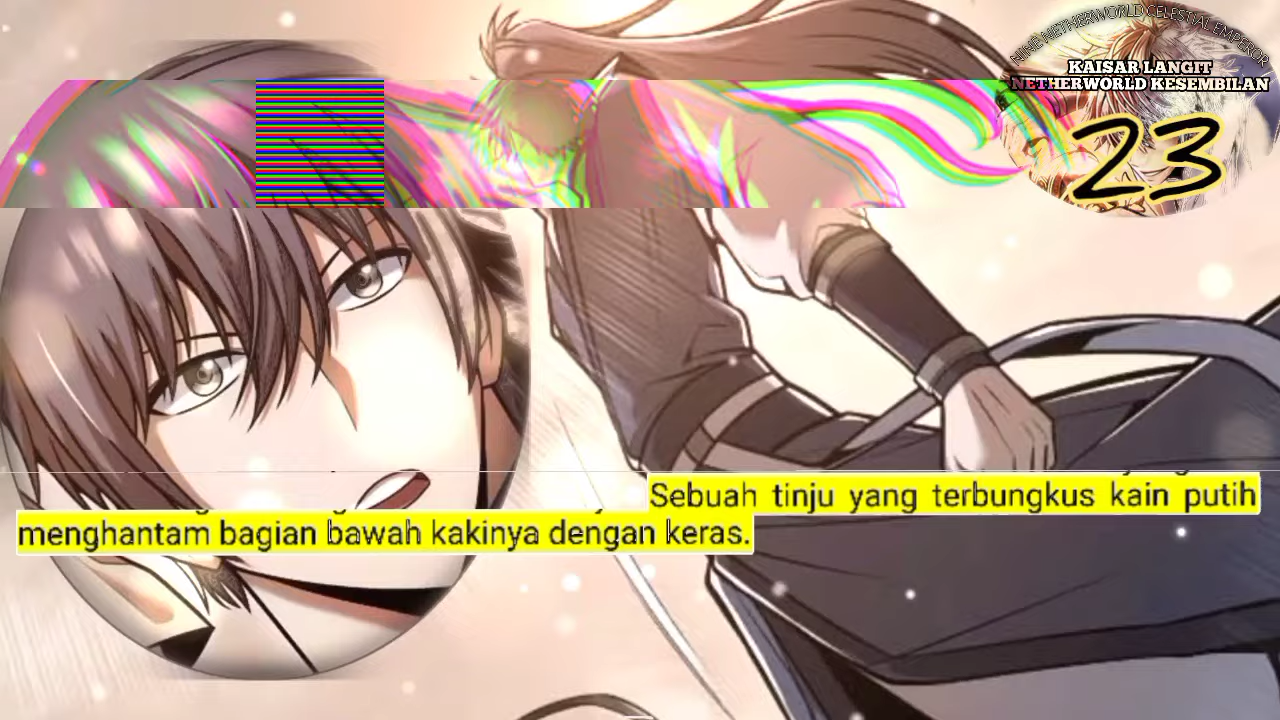 NINE NETHERWORLD CELESTIAL EMPEROR
KAISAR LANGIT
NETHERWORLD KESEMBILAN
23
Sebuah tinju yang terbungkus kain putih
menghantam bagian bawah kakinya dengan keras.